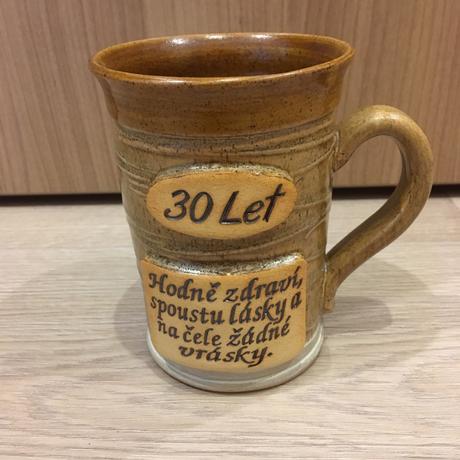 30 Let
Hodně zdraví,
spoustu lásky a
na čele žádné
vrásky.